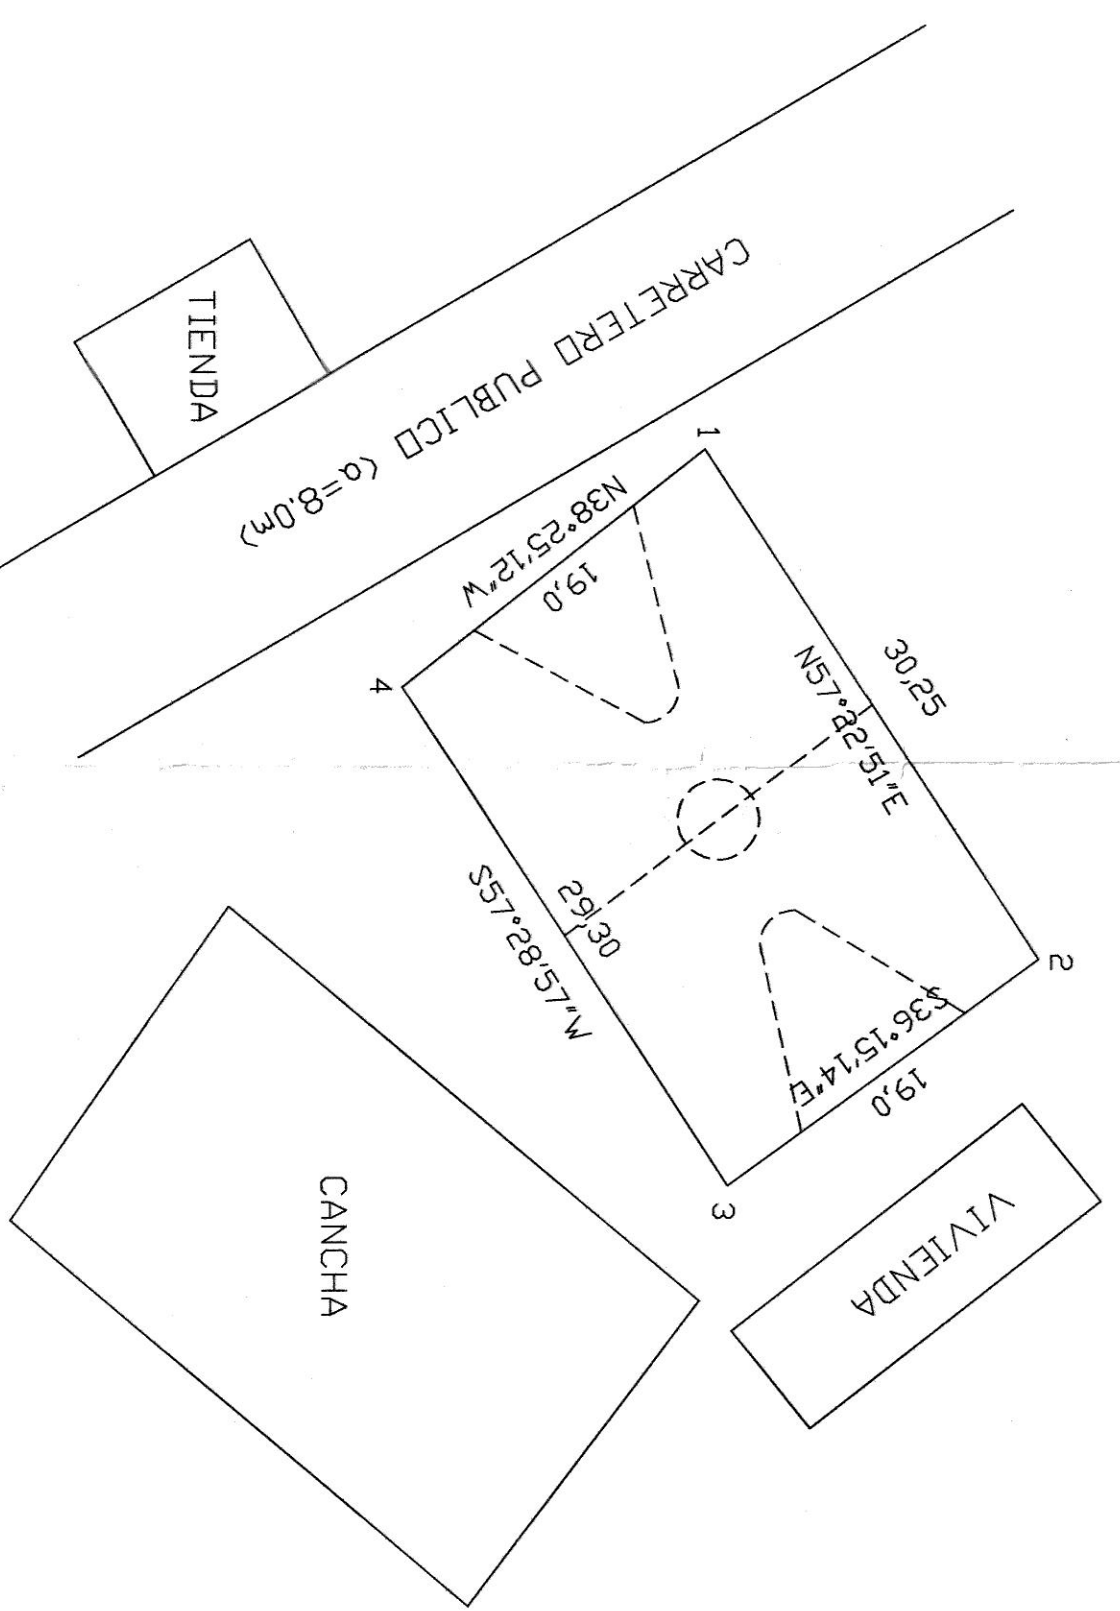 CARRETERO PUBLICO (a=8.0m)
TIENDA
1
N38°25'12"W
19,0
4
30,25
N57°22'51"E
2
29,30
S57°28'57"W
S36°15'14"E
19,0
3
VIVIENDA
CANCHA